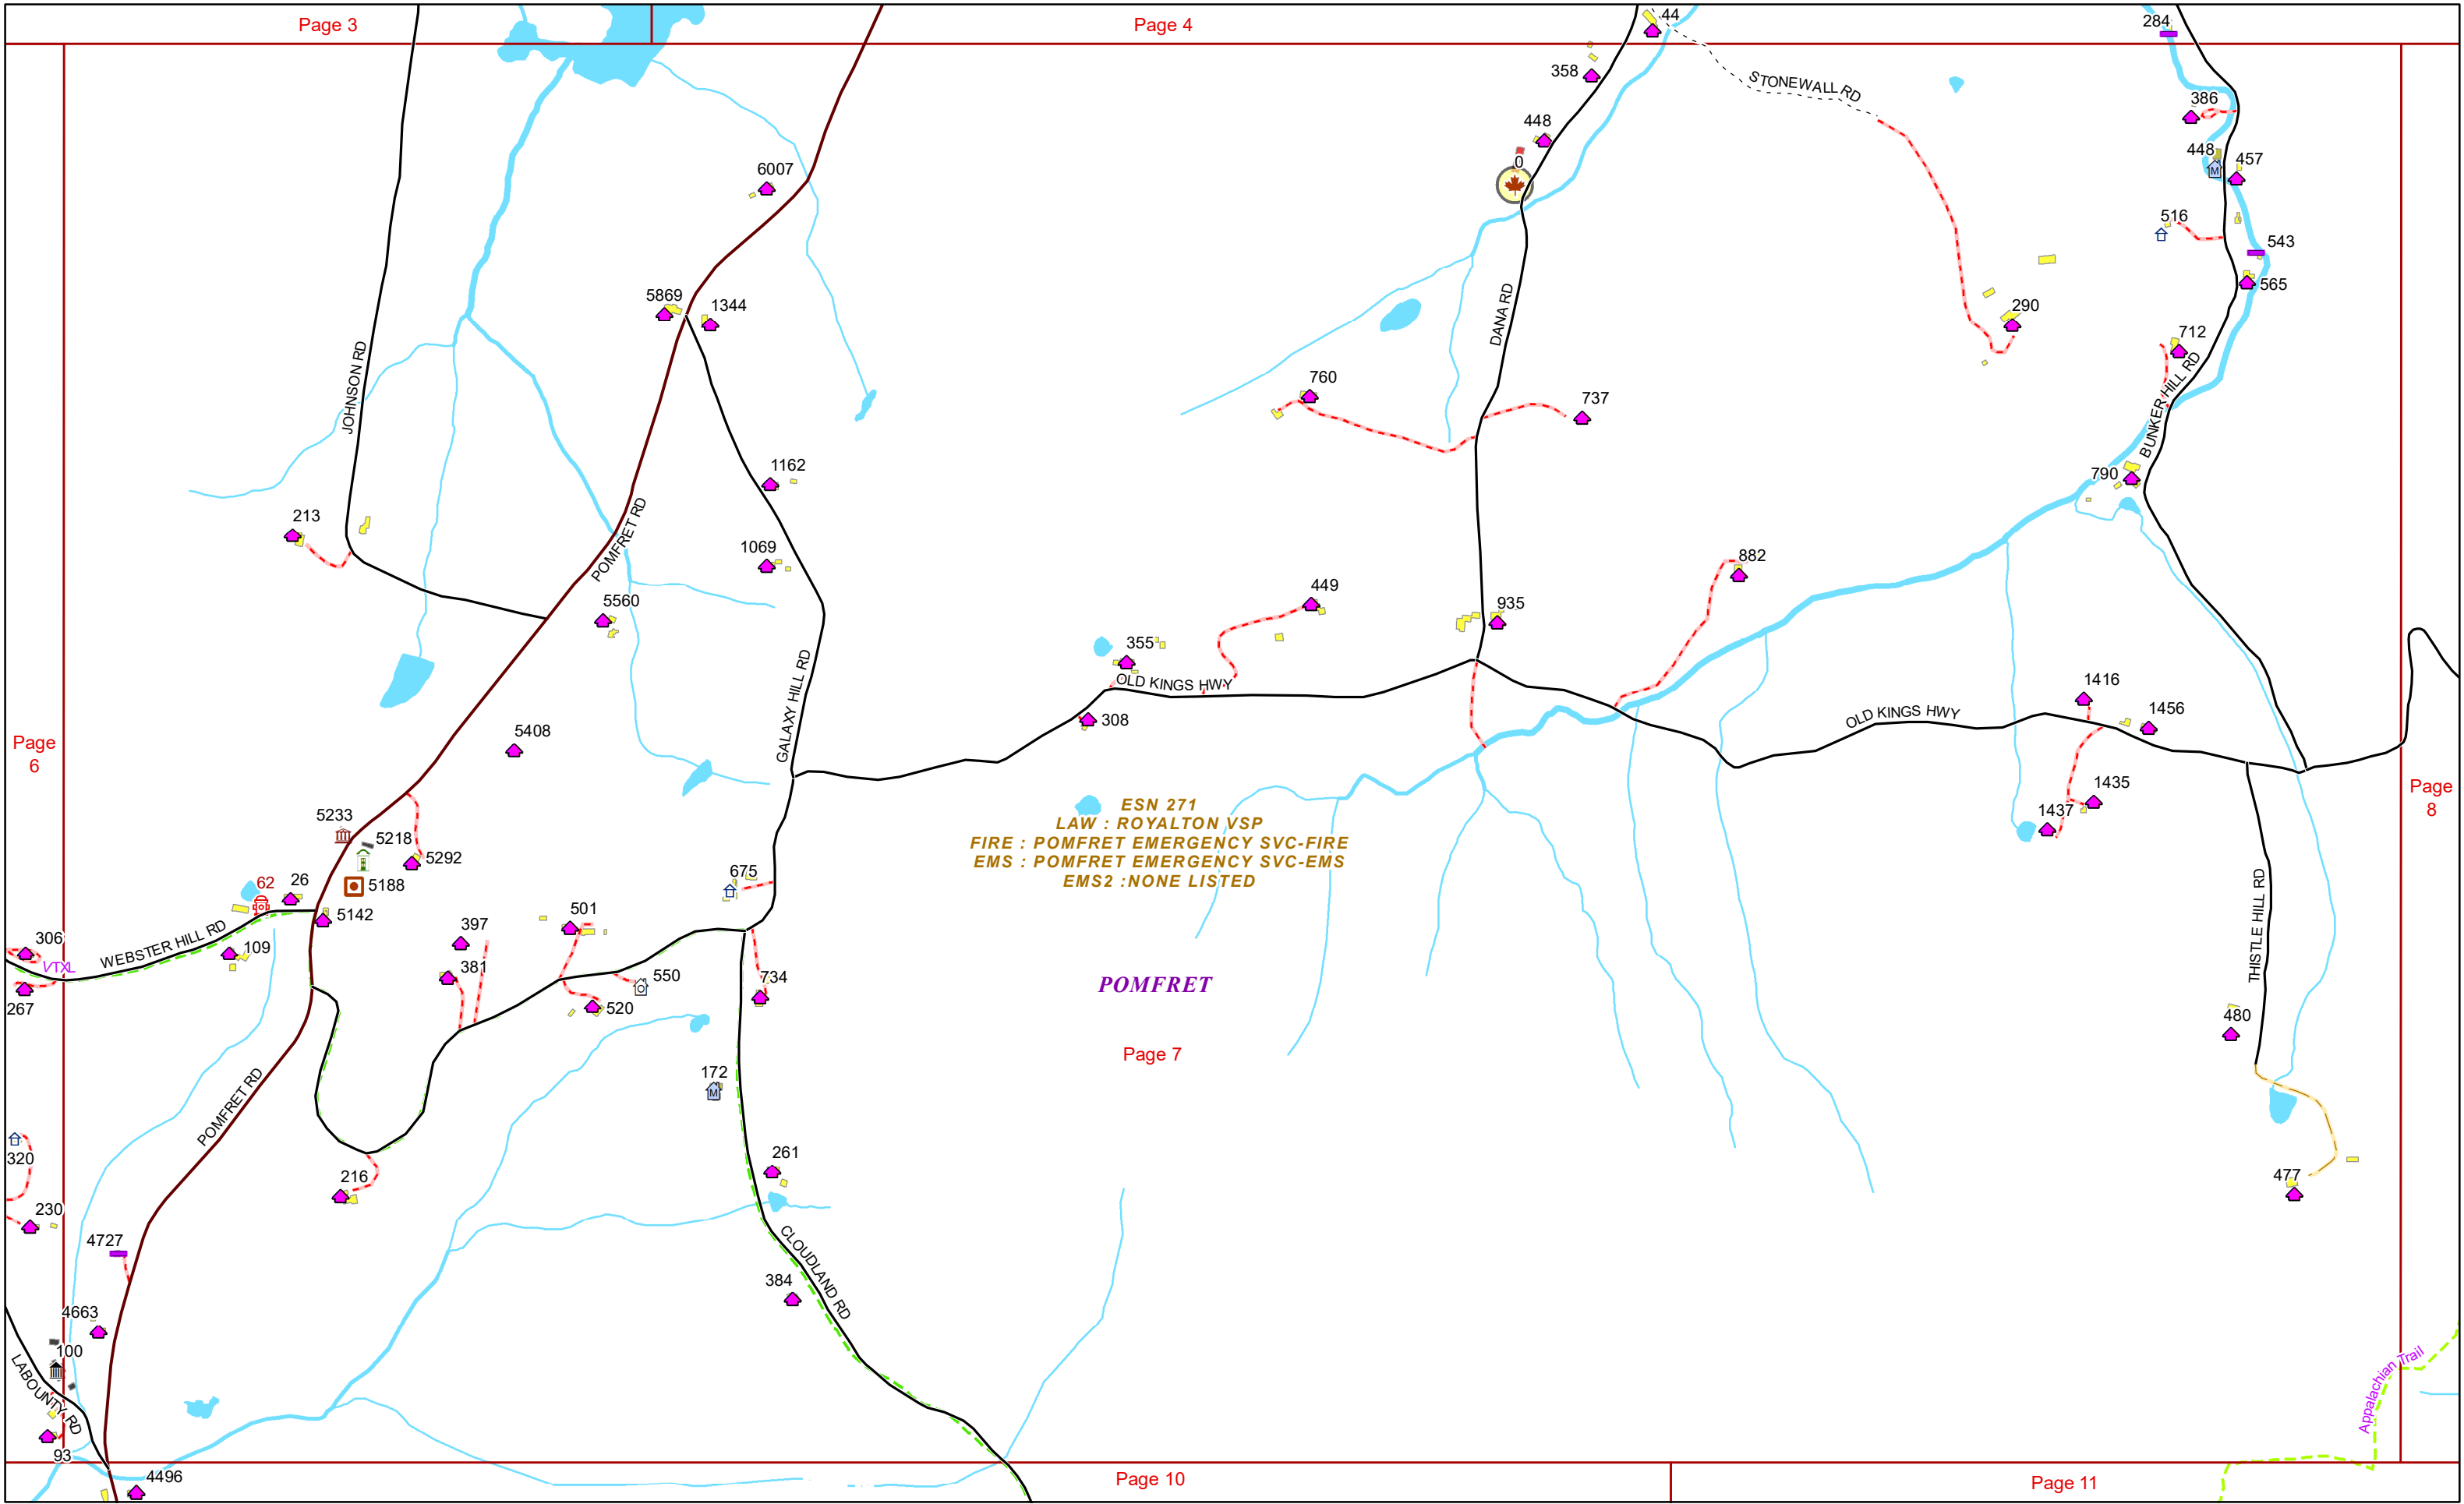 Page 3
Page 4
44
284
358
STONEWALL RD
386
448
0
448
457
6007
516
543
565
5869
1344
290
DANA RD
712
JOHNSON RD
760
737
BUNKER HILL RD
1162
790
213
POMFRET RD
1069
882
5560
449
935
355
GALAXY HILL RD
OLD KINGS HWY
1416
308
OLD KINGS HWY
1456
5408
Page
6
Page
8
1435
1437
5233
5218
5292
ESN 271
LAW : ROYALTON VSP
FIRE : POMFRET EMERGENCY SVC-FIRE
EMS : POMFRET EMERGENCY SVC-EMS
EMS2 :NONE LISTED
675
62
26
5188
5142
501
397
306
WEBSTER HILL RD
109
VTXL
381
550
734
THISTLE HILL RD
267
520
POMFRET
480
Page 7
172
M
M
POMFRET RD
320
216
261
477
230
4727
CLOUDLAND RD
384
4663
100
LABOUNTY RD
Appalachian Trail
93
4496
Page 10
Page 11